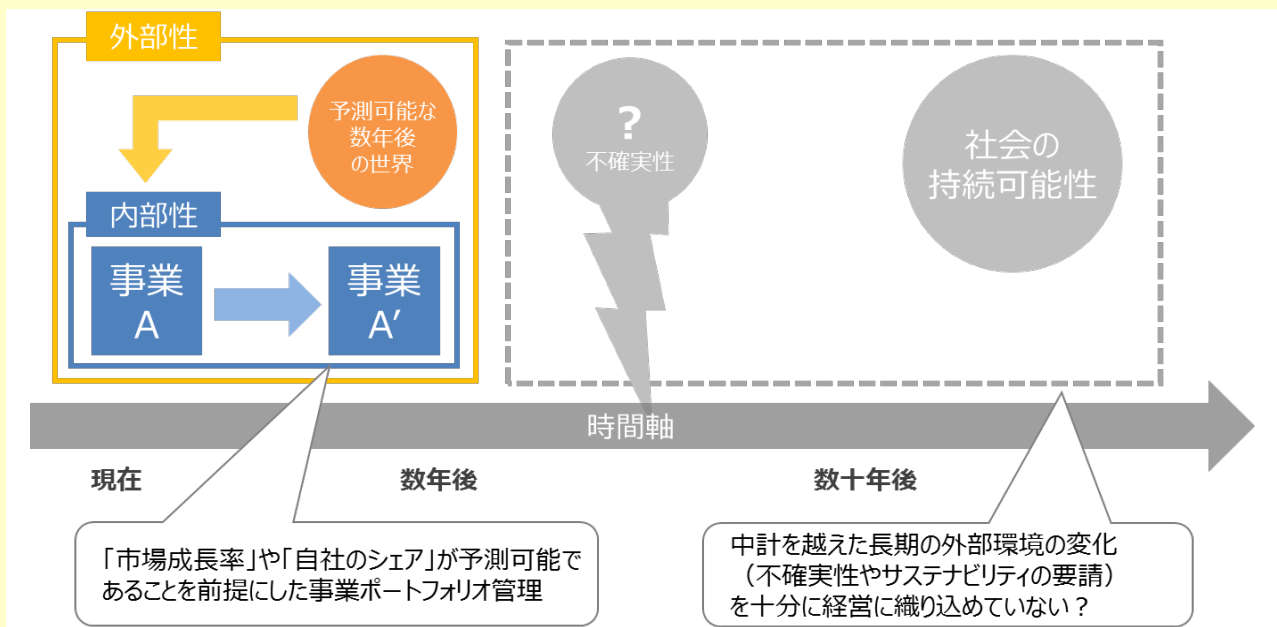 外部性
予測可能な
数年後
の世界
内部性
事業
A
事業
A′
?
不確実性
社会の
持続可能性
時間軸
現在
数年後
数十年後
「市場成長率」や「自社のシェア」が予測可能で
あることを前提にした事業ポートフォリオ管理
中計を越えた長期の外部環境の変化
（不確実性やサステナビリティの要請）
を十分に経営に織り込めていない？